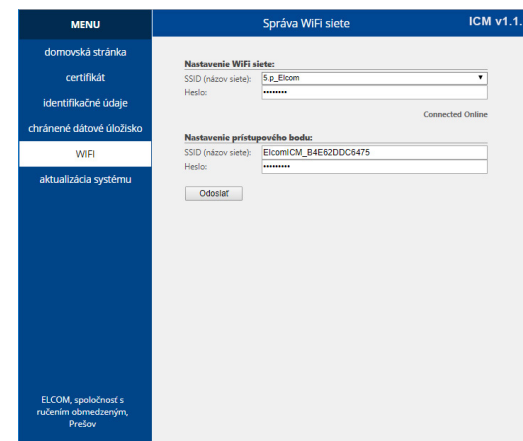 MENU
Správa WiFi siete
ICM v1.1.
domovská stránka
certifikát
identifikačné údaje
chránené dátové úložisko
WIFI
aktualizácia systému
Nastavenie WiFi siete:
SSID (názov siete): 5.p_Elcom
Heslo: ••••••••
Connected Online
Nastavenie prístupového bodu:
SSID (názov siete): ElcomICM_B4E62DDC6475
Heslo: •••••••••
Odoslať
ELCOM, spoločnosť s
ručením obmedzeným,
Prešov